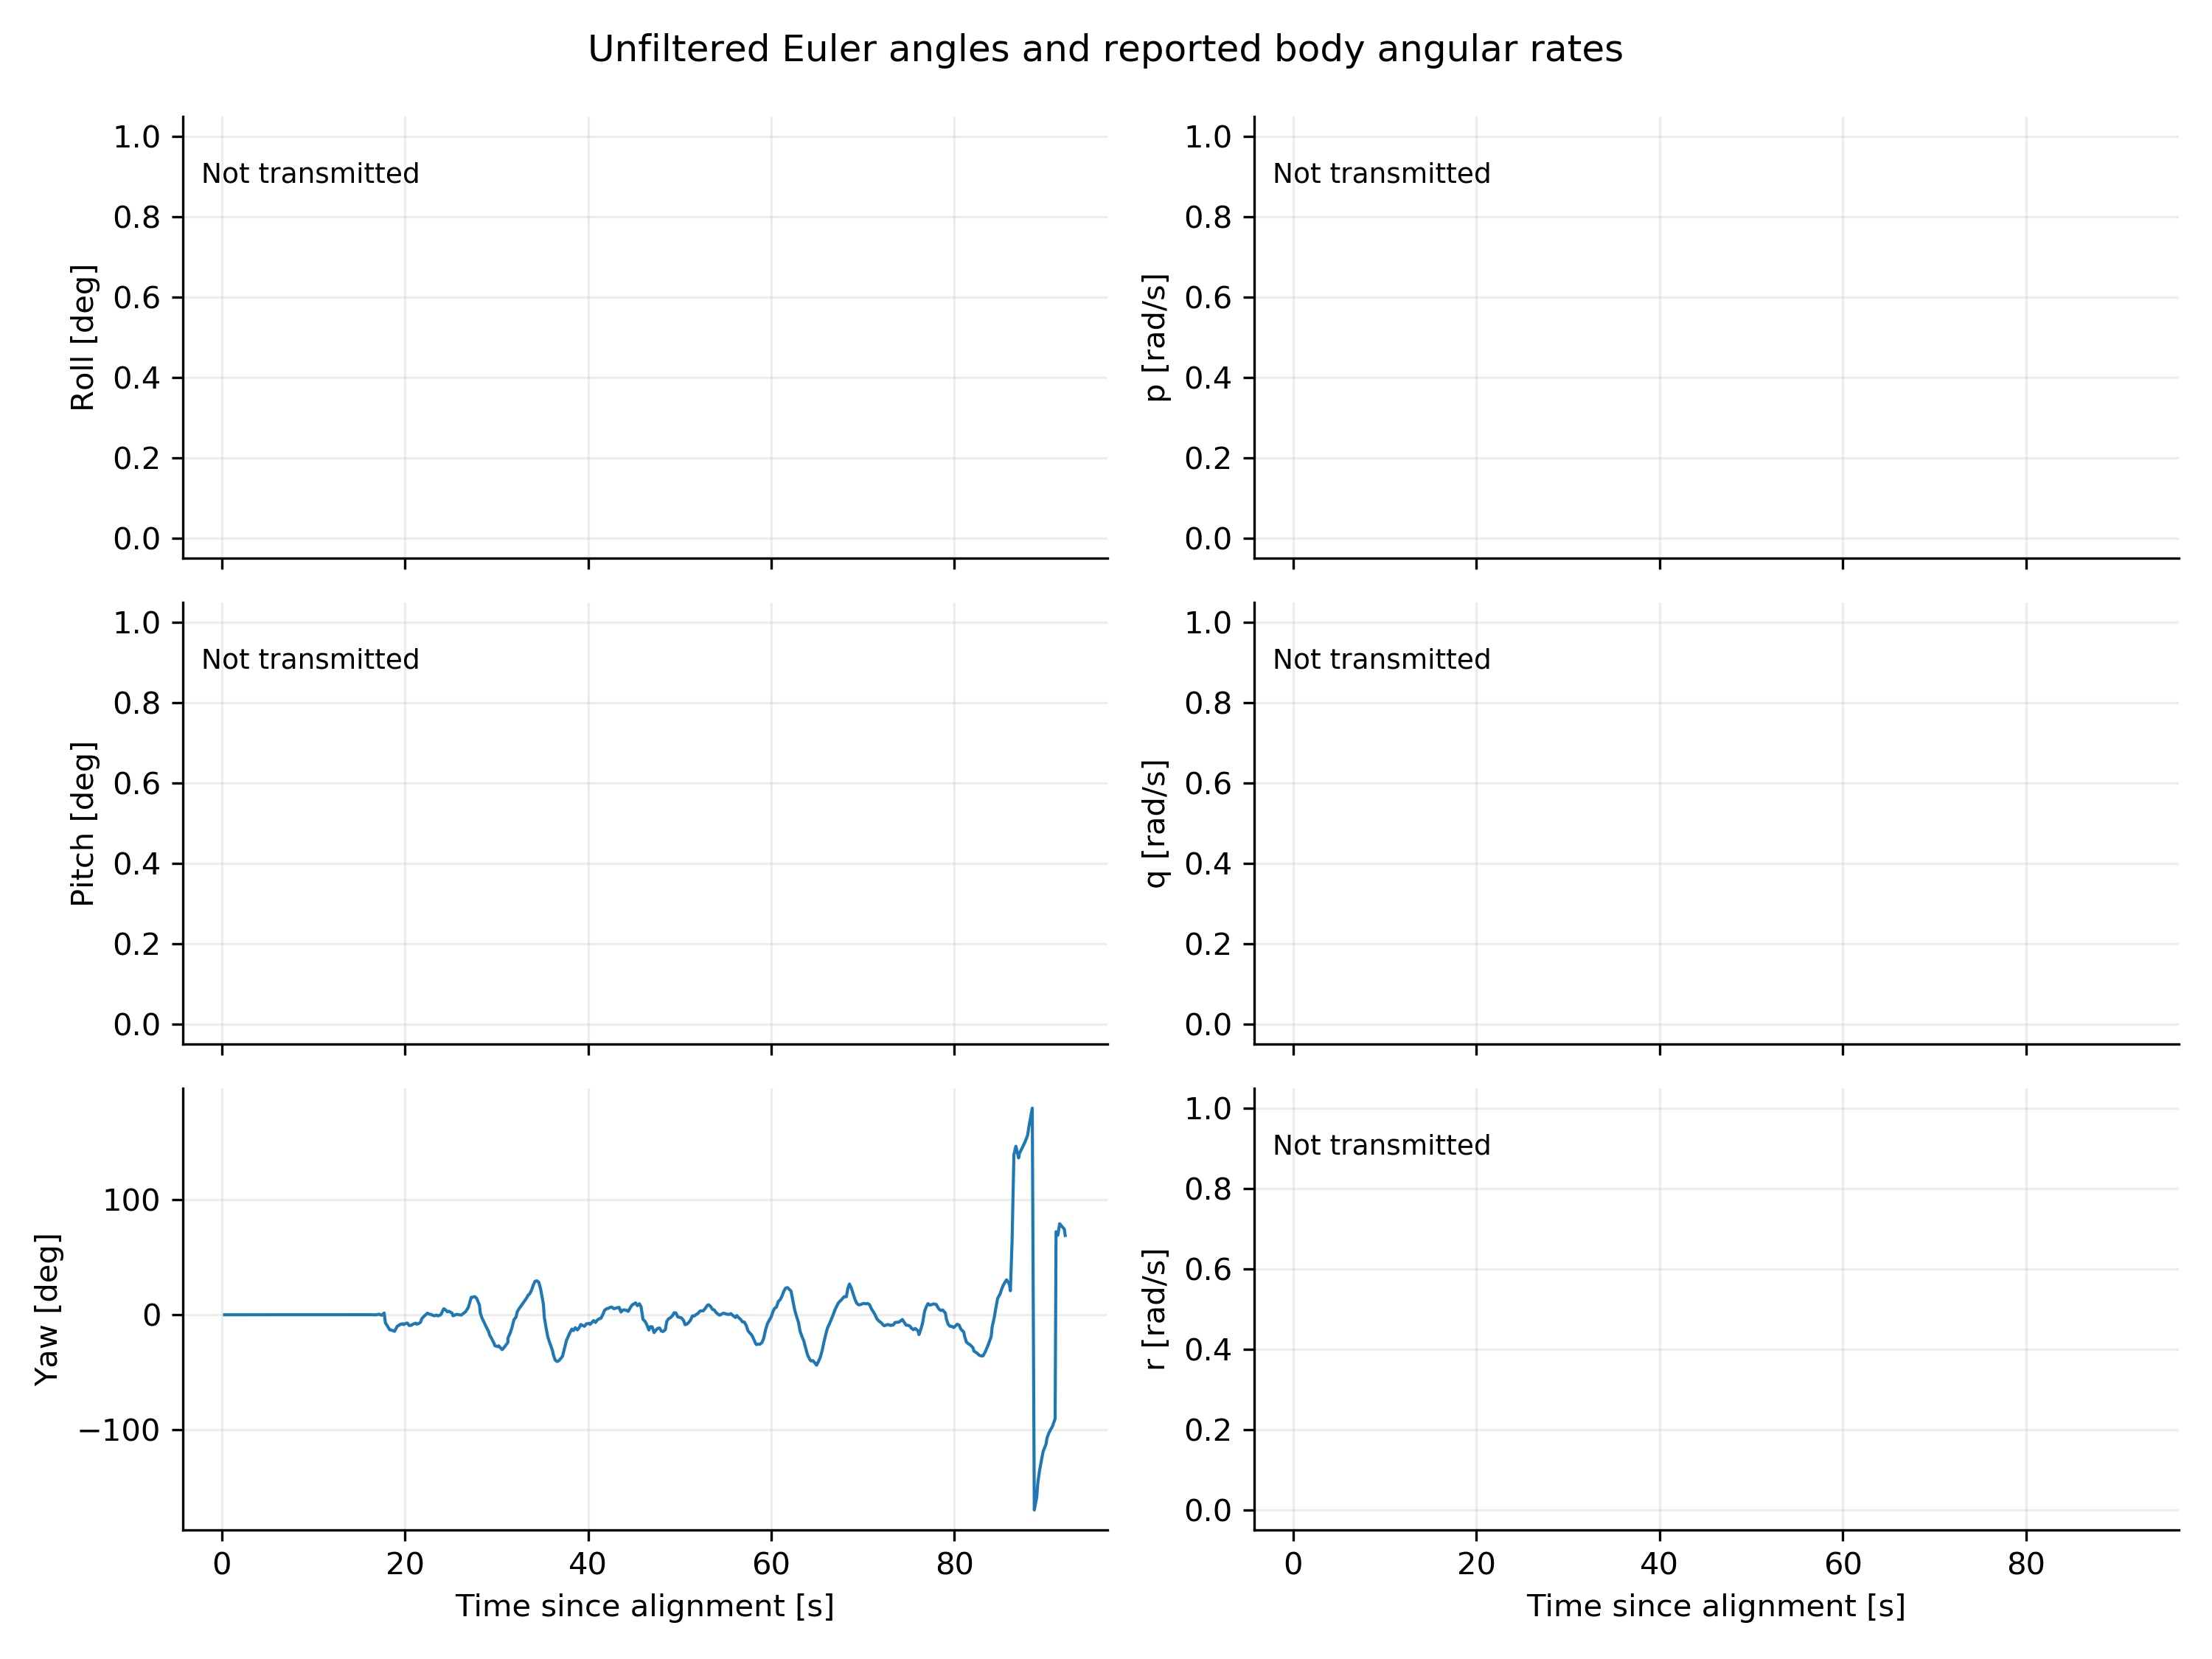 Unfiltered Euler angles and reported body angular rates
1.0
Not transmitted
0.8
0.6
Roll [deg]
0.4
0.2
0.0
1.0
Not transmitted
0.8
0.6
p [rad/s]
0.4
0.2
0.0
1.0
Not transmitted
0.8
0.6
Pitch [deg]
0.4
0.2
0.0
1.0
Not transmitted
0.8
0.6
q [rad/s]
0.4
0.2
0.0
100
0
Yaw [deg]
−100
0 20 40 60 80
Time since alignment [s]
1.0
Not transmitted
0.8
0.6
r [rad/s]
0.4
0.2
0.0
0 20 40 60 80
Time since alignment [s]